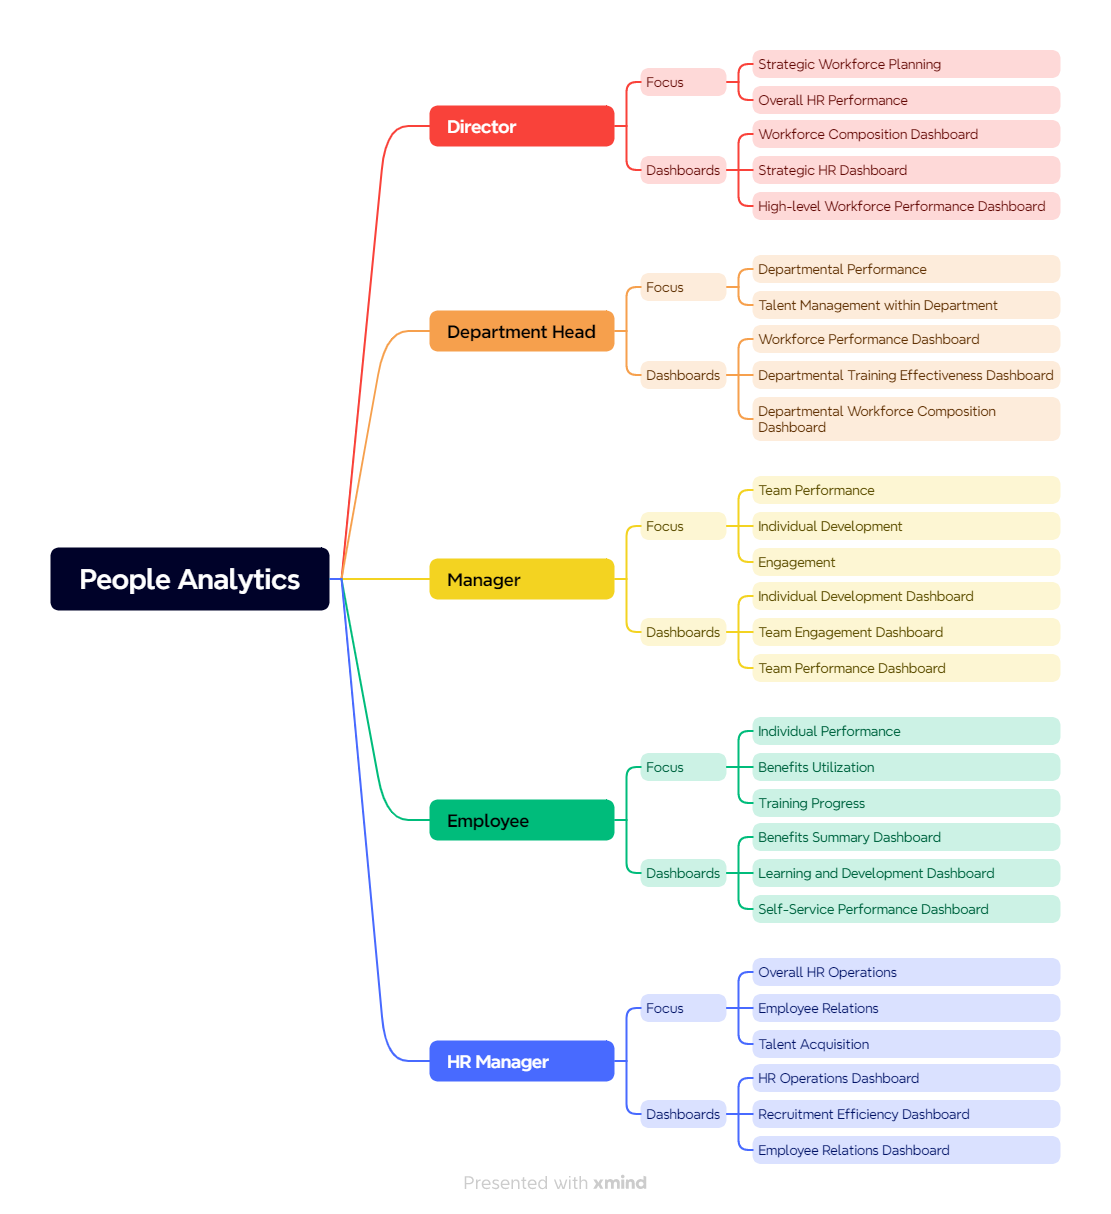 People Analytics
Director
Focus
Strategic Workforce Planning
Overall HR Performance
Dashboards
Workforce Composition Dashboard
Strategic HR Dashboard
High-level Workforce Performance Dashboard
Department Head
Focus
Departmental Performance
Talent Management within Department
Dashboards
Workforce Performance Dashboard
Departmental Training Effectiveness Dashboard
Departmental Workforce Composition
Dashboard
Manager
Focus
Team Performance
Individual Development
Engagement
Dashboards
Individual Development Dashboard
Team Engagement Dashboard
Team Performance Dashboard
Employee
Focus
Individual Performance
Benefits Utilization
Training Progress
Dashboards
Benefits Summary Dashboard
Learning and Development Dashboard
Self-Service Performance Dashboard
HR Manager
Focus
Overall HR Operations
Employee Relations
Talent Acquisition
Dashboards
HR Operations Dashboard
Recruitment Efficiency Dashboard
Employee Relations Dashboard
Presented with xmind